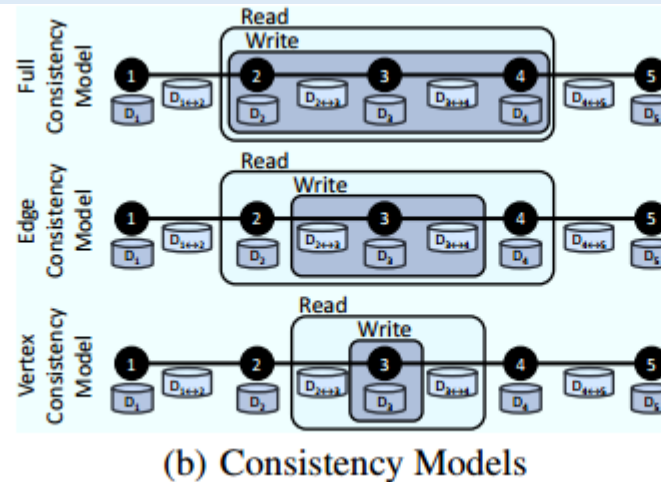 Full
Consistency
Model
Read
Write
1 2 3 4 5
D₁ D₁↔₂ D₂ D₂↔₃ D₃ D₃↔₄ D₄ D₄↔₅ D₅
Edge
Consistency
Model
Read
Write
1 2 3 4 5
D₁ D₁↔₂ D₂ D₂↔₃ D₃ D₃↔₄ D₄ D₄↔₅ D₅
Vertex
Consistency
Model
Read
Write
1 2 3 4 5
D₁ D₁↔₂ D₂ D₂↔₃ D₃ D₃↔₄ D₄ D₄↔₅ D₅
(b) Consistency Models